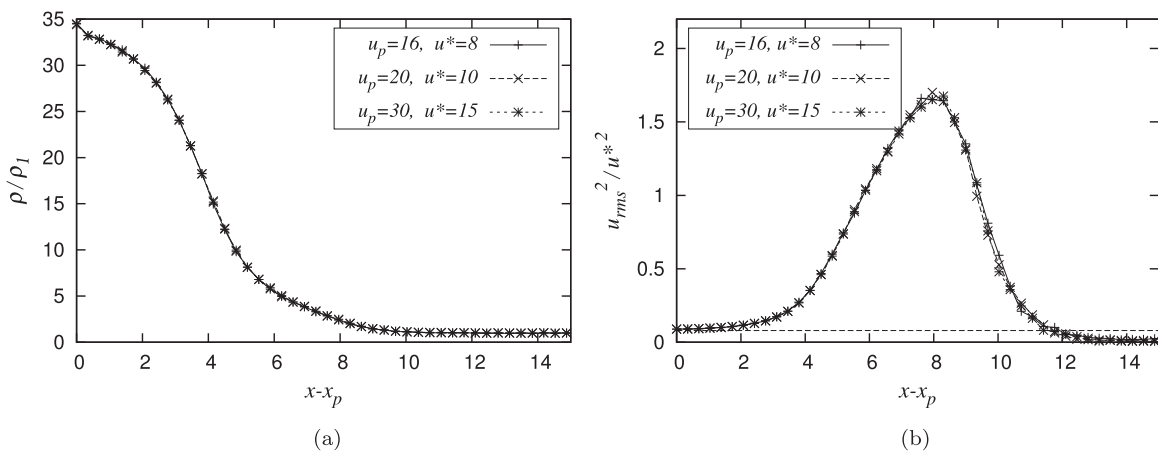 35
30
25
20
15
10
5
0
ρ/ρ1
up=16, u*=8
up=20, u*=10
up=30, u*=15
0 2 4 6 8 10 12 14
x-xp
(a)
2
1.5
1
0.5
0
urms²/u*²
up=16, u*=8
up=20, u*=10
up=30, u*=15
0 2 4 6 8 10 12 14
x-xp
(b)